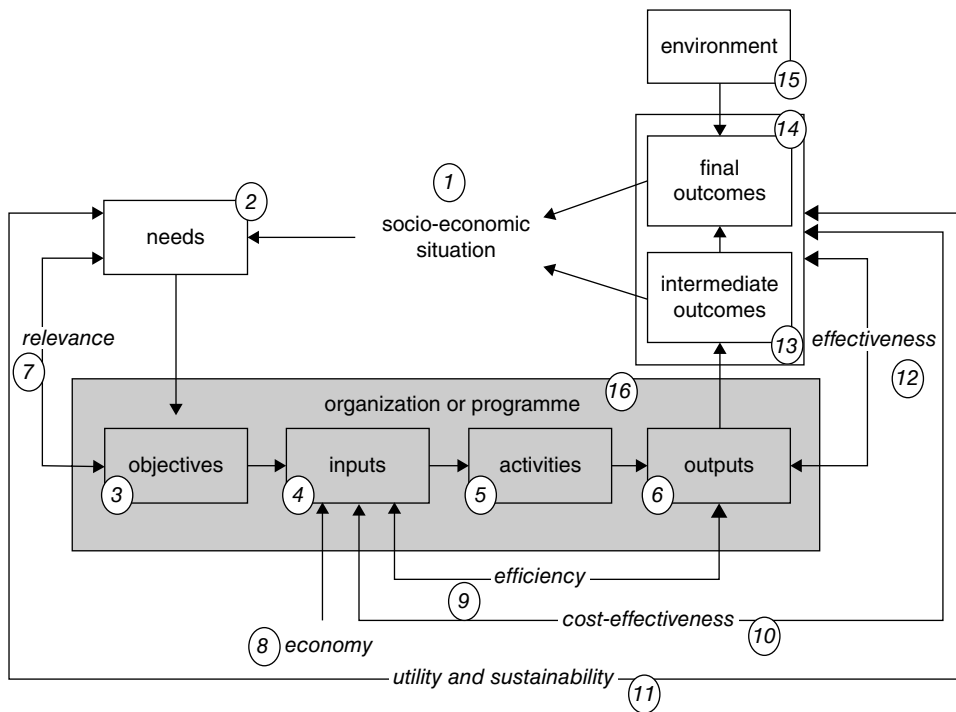 environment
15
14
final
outcomes
1
socio-economic
situation
2
needs
intermediate
outcomes
13
relevance
7
effectiveness
12
16
organization or programme
objectives
3
inputs
4
activities
5
outputs
6
efficiency
9
cost-effectiveness
10
8 economy
utility and sustainability
11